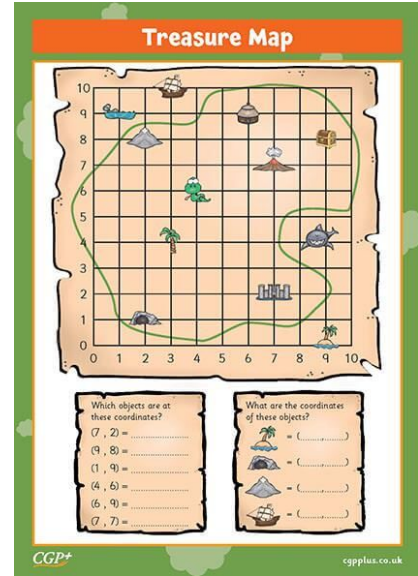 Treasure Map
10
9
8
7
6
5
4
3
2
1
0
0 1 2 3 4 5 6 7 8 9 10
Which objects are at
these coordinates?
(7 , 2) = ........................
(9 , 8) = ........................
(1 , 9) = ........................
(4 , 6) = ........................
(6 , 9) = ........................
(7 , 7) = ........................
What are the coordinates
of these objects?
= (........,........)
= (........,........)
= (........,........)
= (........,........)
CGP+
cgpplus.co.uk